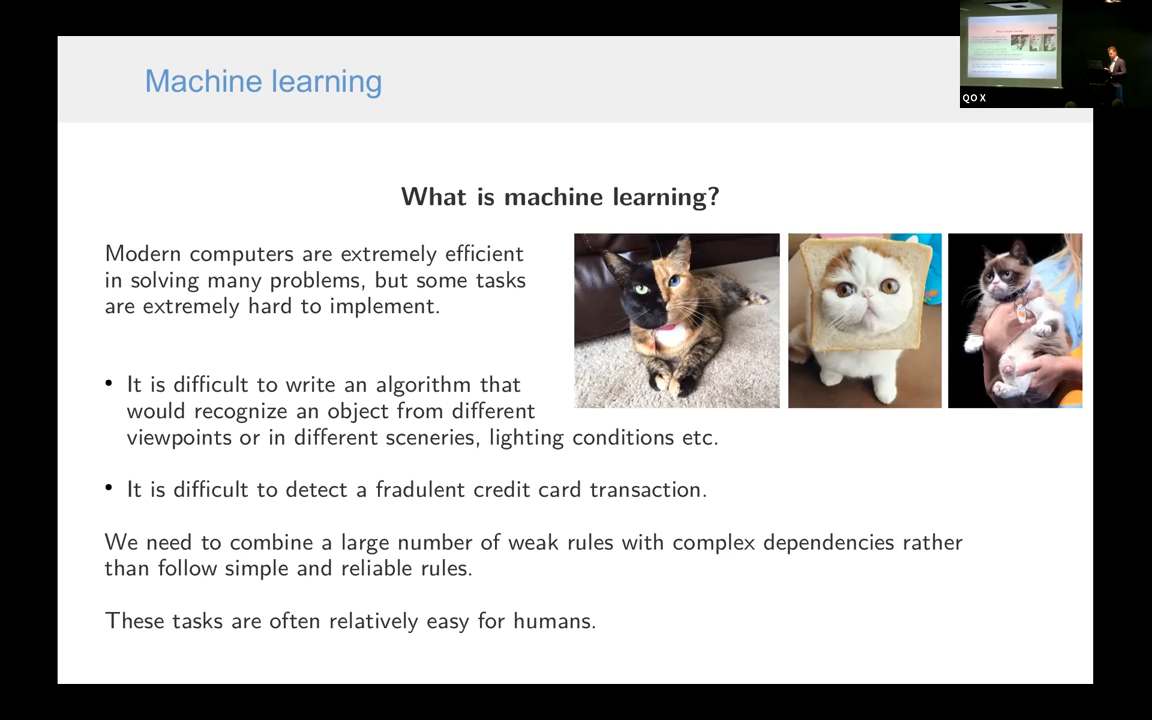 Machine learning
QOX
What is machine learning?
Modern computers are extremely efficient
in solving many problems, but some tasks
are extremely hard to implement.
• It is difficult to write an algorithm that
would recognize an object from different
viewpoints or in different sceneries, lighting conditions etc.
• It is difficult to detect a fradulent credit card transaction.
We need to combine a large number of weak rules with complex dependencies rather
than follow simple and reliable rules.
These tasks are often relatively easy for humans.